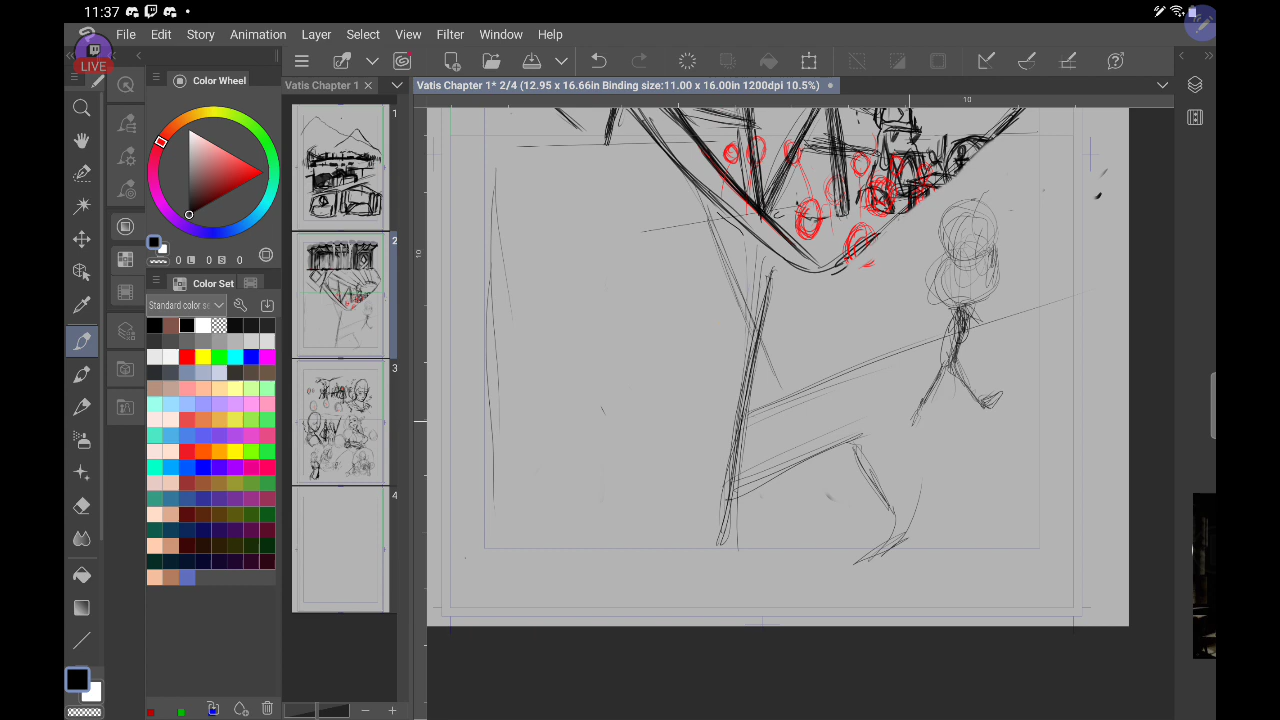 11:37
File Edit Story Animation Layer Select View Filter Window Help
LIVE
Color Wheel
Vatis Chapter 1
Vatis Chapter 1* 2/4 (12.95 x 16.66in Binding size:11.00 x 16.00in 1200dpi 10.5%)
10
1
2
3
4
10
0 L 0 S 0
Color Set
Standard color se